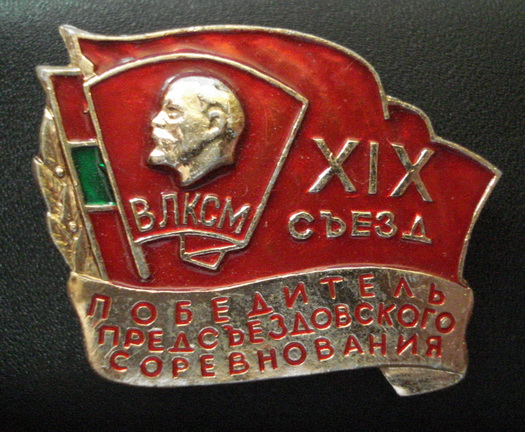 ВЛКСМ
XIX
СЪЕЗД
ПОБЕДИТЕЛЬ
ПРЕДСЪЕЗДОВСКОГО
СОРЕВНОВАНИЯ